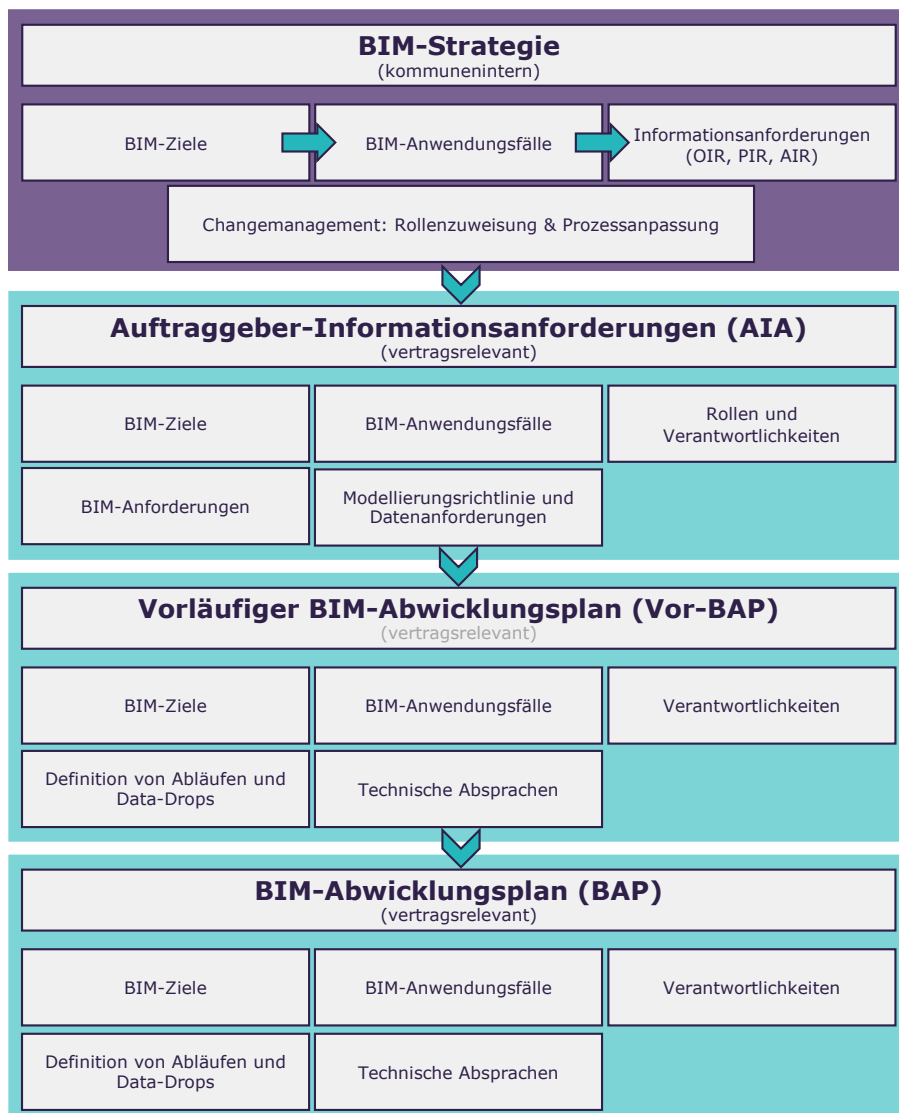 BIM-Strategie
(kommunenintern)
BIM-Ziele
BIM-Anwendungsfälle
Informationsanforderungen
(OIR, PIR, AIR)
Changemanagement: Rollenzuweisung & Prozessanpassung
Auftraggeber-Informationsanforderungen (AIA)
(vertragsrelevant)
BIM-Ziele
BIM-Anwendungsfälle
Rollen und
Verantwortlichkeiten
BIM-Anforderungen
Modellierungsrichtlinie und
Datenanforderungen
Vorläufiger BIM-Abwicklungsplan (Vor-BAP)
(vertragsrelevant)
BIM-Ziele
BIM-Anwendungsfälle
Verantwortlichkeiten
Definition von Abläufen und
Data-Drops
Technische Absprachen
BIM-Abwicklungsplan (BAP)
(vertragsrelevant)
BIM-Ziele
BIM-Anwendungsfälle
Verantwortlichkeiten
Definition von Abläufen und
Data-Drops
Technische Absprachen